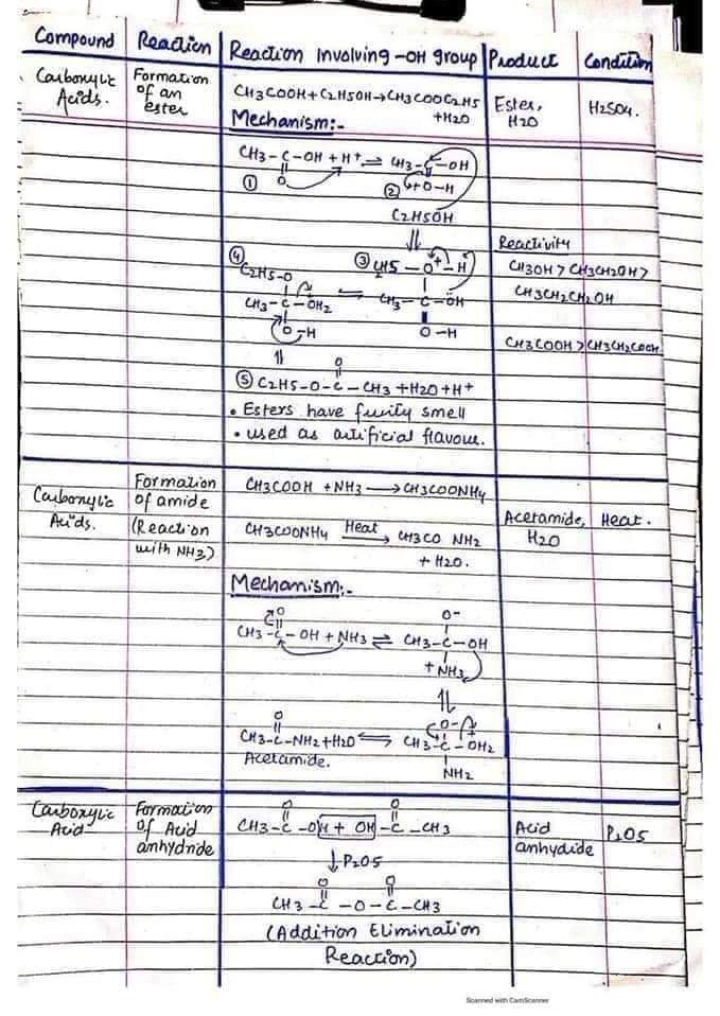 Compound | Reaction | Reaction Involving -OH group | Product | Condition
Carboxylic Acids. | Formation of an ester | CH3COOH + C2H5OH → CH3COOC2H5 + H2O | Ester, H2O | H2SO4.
Mechanism:-
CH3-C-OH + H+ ⇌ CH3-C-OH
① O ② +O-H
C2H5OH
⇅
Reactivity
CH3OH > CH3CH2OH >
CH3CH2CH2OH
CH3COOH > CH3CH2COOH
④ C2H5-O ③ -O+-H
CH3-C-OH2 ⇌ CH3-C-ÖH
O-H O-H
⇅ O
⑤ C2H5-O-C-CH3 + H2O + H+
• Esters have fruity smell
• used as artificial flavour.
Carboxylic Acids. | Formation of amide (Reaction with NH3) | CH3COOH + NH3 → CH3COONH4 | Acetamide, H2O | Heat.
CH3COONH4 Heat → CH3CO NH2
+ H2O.
Mechanism:-
O O-
CH3-C-OH + NH3 ⇌ CH3-C-OH
+NH3
⇅
O O-
CH3-C-NH2 + H2O ⇌ CH3-C-OH2
Acetamide. NH2
Carboxylic Acid | Formation of Acid anhydride | CH3-C-OH + OH-C-CH3 | Acid anhydide | P2O5
O O
↓ P2O5
O O
CH3-C-O-C-CH3
(Addition Elimination
Reaction)
Scanned with CamScanner